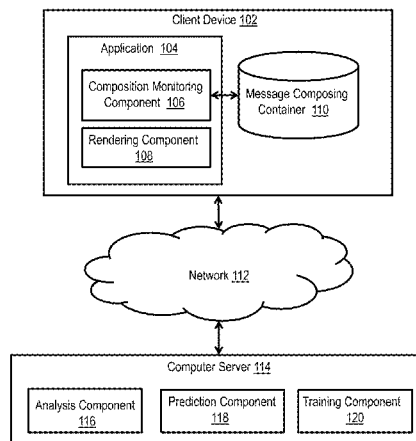 Client Device 102
Application 104
Composition Monitoring
Component 106
Message Composing
Container 110
Rendering Component
108
Network 112
Computer Server 114
Analysis Component
116
Prediction Component
118
Training Component
120